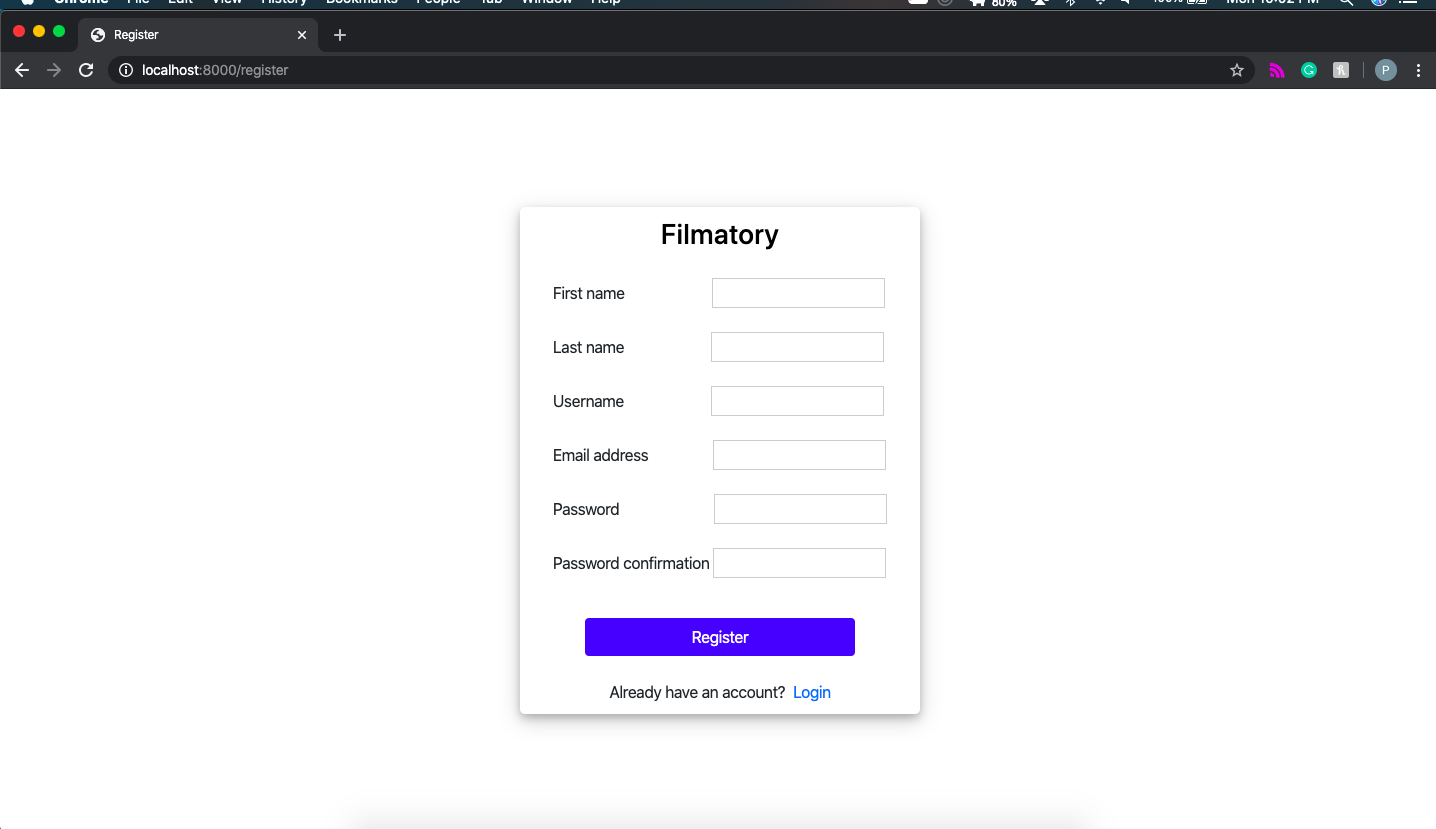 Chrome File Edit View History Bookmarks People Tab Window Help 80%
Register
localhost:8000/register
P
Filmatory
First name
Last name
Username
Email address
Password
Password confirmation
Register
Already have an account? Login